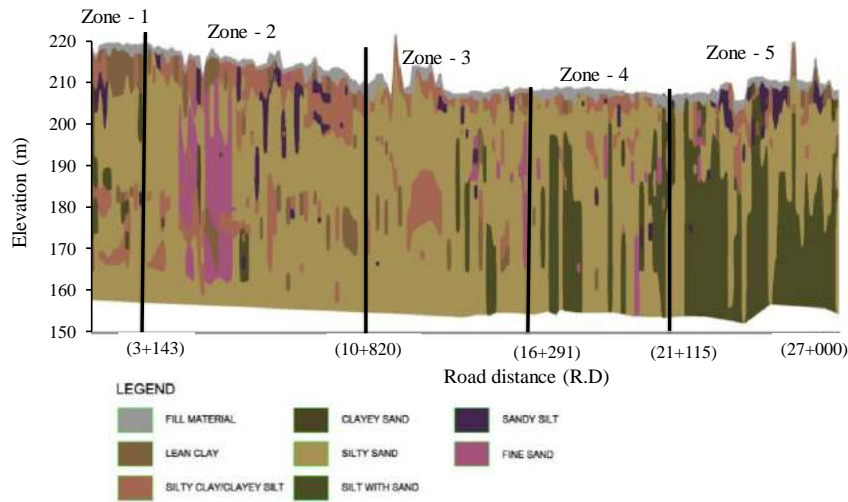 Zone - 1
Zone - 2
Zone - 3
Zone - 4
Zone - 5
Elevation (m)
220
210
200
190
180
170
160
150
(3+143)
(10+820)
(16+291)
(21+115)
(27+000)
Road distance (R.D)
LEGEND
FILL MATERIAL
CLAYEY SAND
SANDY SILT
LEAN CLAY
SILTY SAND
FINE SAND
SILTY CLAY/CLAYEY SILT
SILT WITH SAND